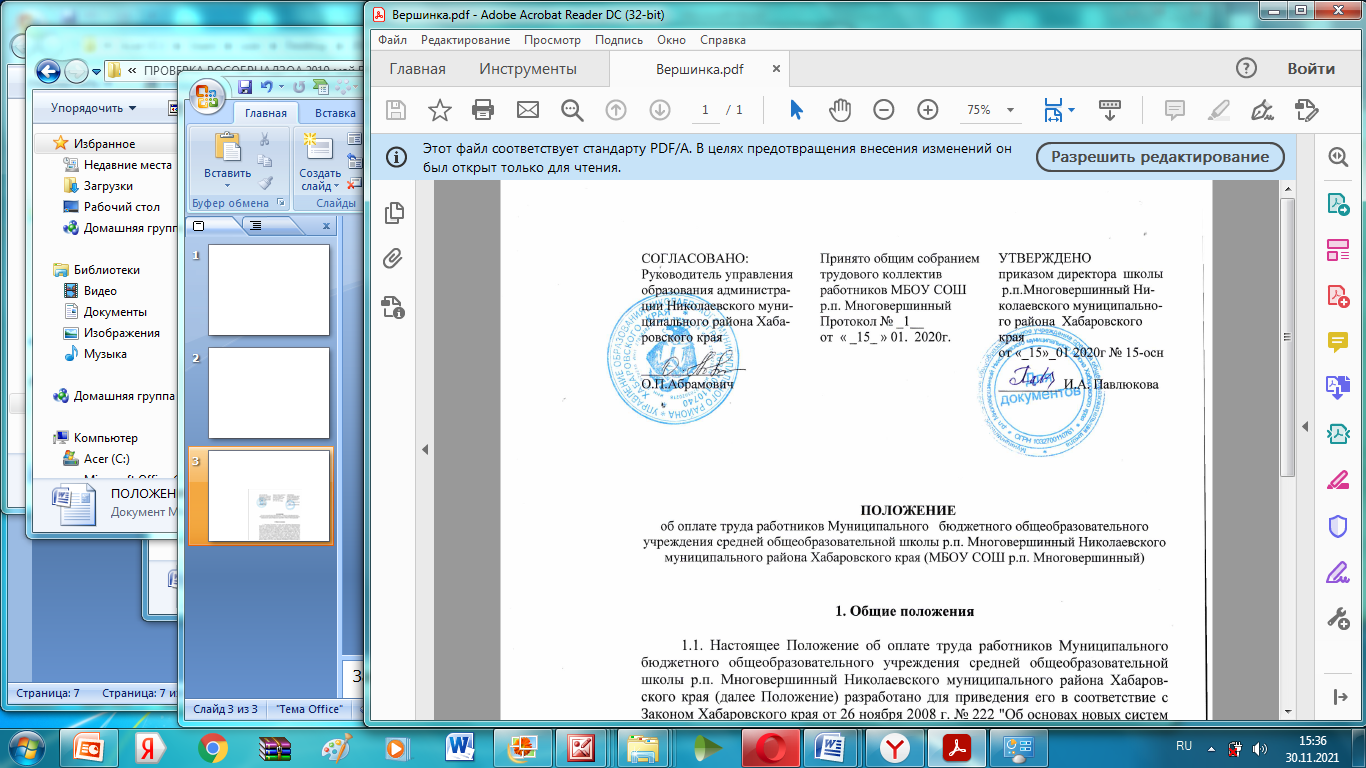 Вершинка.pdf - Adobe Acrobat Reader DC (32-bit)
Файл Редактирование Просмотр Подпись Окно Справка
Главная Инструменты Вершинка.pdf × Войти
1 / 1 75%
Этот файл соответствует стандарту PDF/A. В целях предотвращения внесения изменений он
был открыт только для чтения.
Разрешить редактирование
« ПРОВЕРКА
Упорядочить
Избранное
Недавние места
Загрузки
Рабочий стол
Домашняя групп
Библиотеки
Видео
Документы
Изображения
Музыка
Домашняя группа
Компьютер
Acer (C:)
ПОЛОЖЕН
Документ M
Страница: 7 Страница: 7 из
Главная Вставка
Вставить
Создать
слайд
Буфер обмена Слайды
1
2
3
З
Слайд 3 из 3 "Тема Office"
СОГЛАСОВАНО:
Руководитель управления
образования администра-
ции Николаевского муни-
ципального района Хаба-
ровского края
О.П.Абрамович
Принято общим собранием
трудового коллектив
работников МБОУ СОШ
р.п. Многовершинный
Протокол № _1__
от « _15_ » 01. 2020г.
УТВЕРЖДЕНО
приказом директора школы
р.п.Многовершинный Ни-
колаевского муниципально-
го района Хабаровского
края
от «_15»_01 2020г № 15-осн
И.А. Павлюкова
Для
документов
ПОЛОЖЕНИЕ
об оплате труда работников Муниципального бюджетного общеобразовательного
учреждения средней общеобразовательной школы р.п. Многовершинный Николаевского
муниципального района Хабаровского края (МБОУ СОШ р.п. Многовершинный)
1. Общие положения
1.1. Настоящее Положение об оплате труда работников Муниципального
бюджетного общеобразовательного учреждения средней общеобразовательной
школы р.п. Многовершинный Николаевского муниципального района Хабаров-
ского края (далее Положение) разработано для приведения его в соответствие с
Законом Хабаровского края от 26 ноября 2008 г. № 222 "Об основах новых систем
RU
15:36
30.11.2021